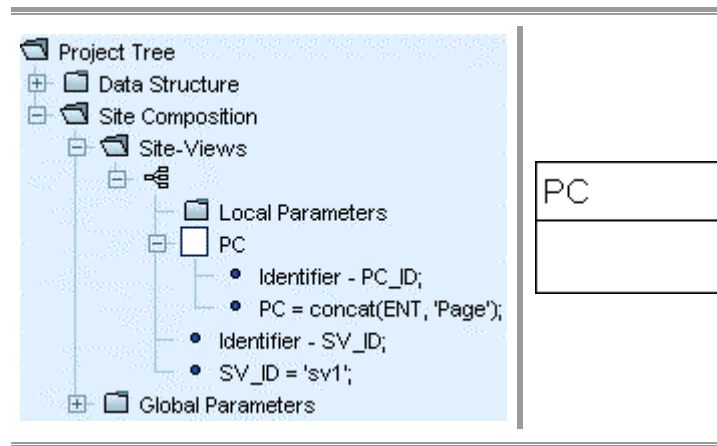 Project Tree
Data Structure
Site Composition
Site-Views
Local Parameters
PC
Identifier - PC_ID;
PC = concat(ENT, 'Page');
Identifier - SV_ID;
SV_ID = 'sv1';
Global Parameters
PC